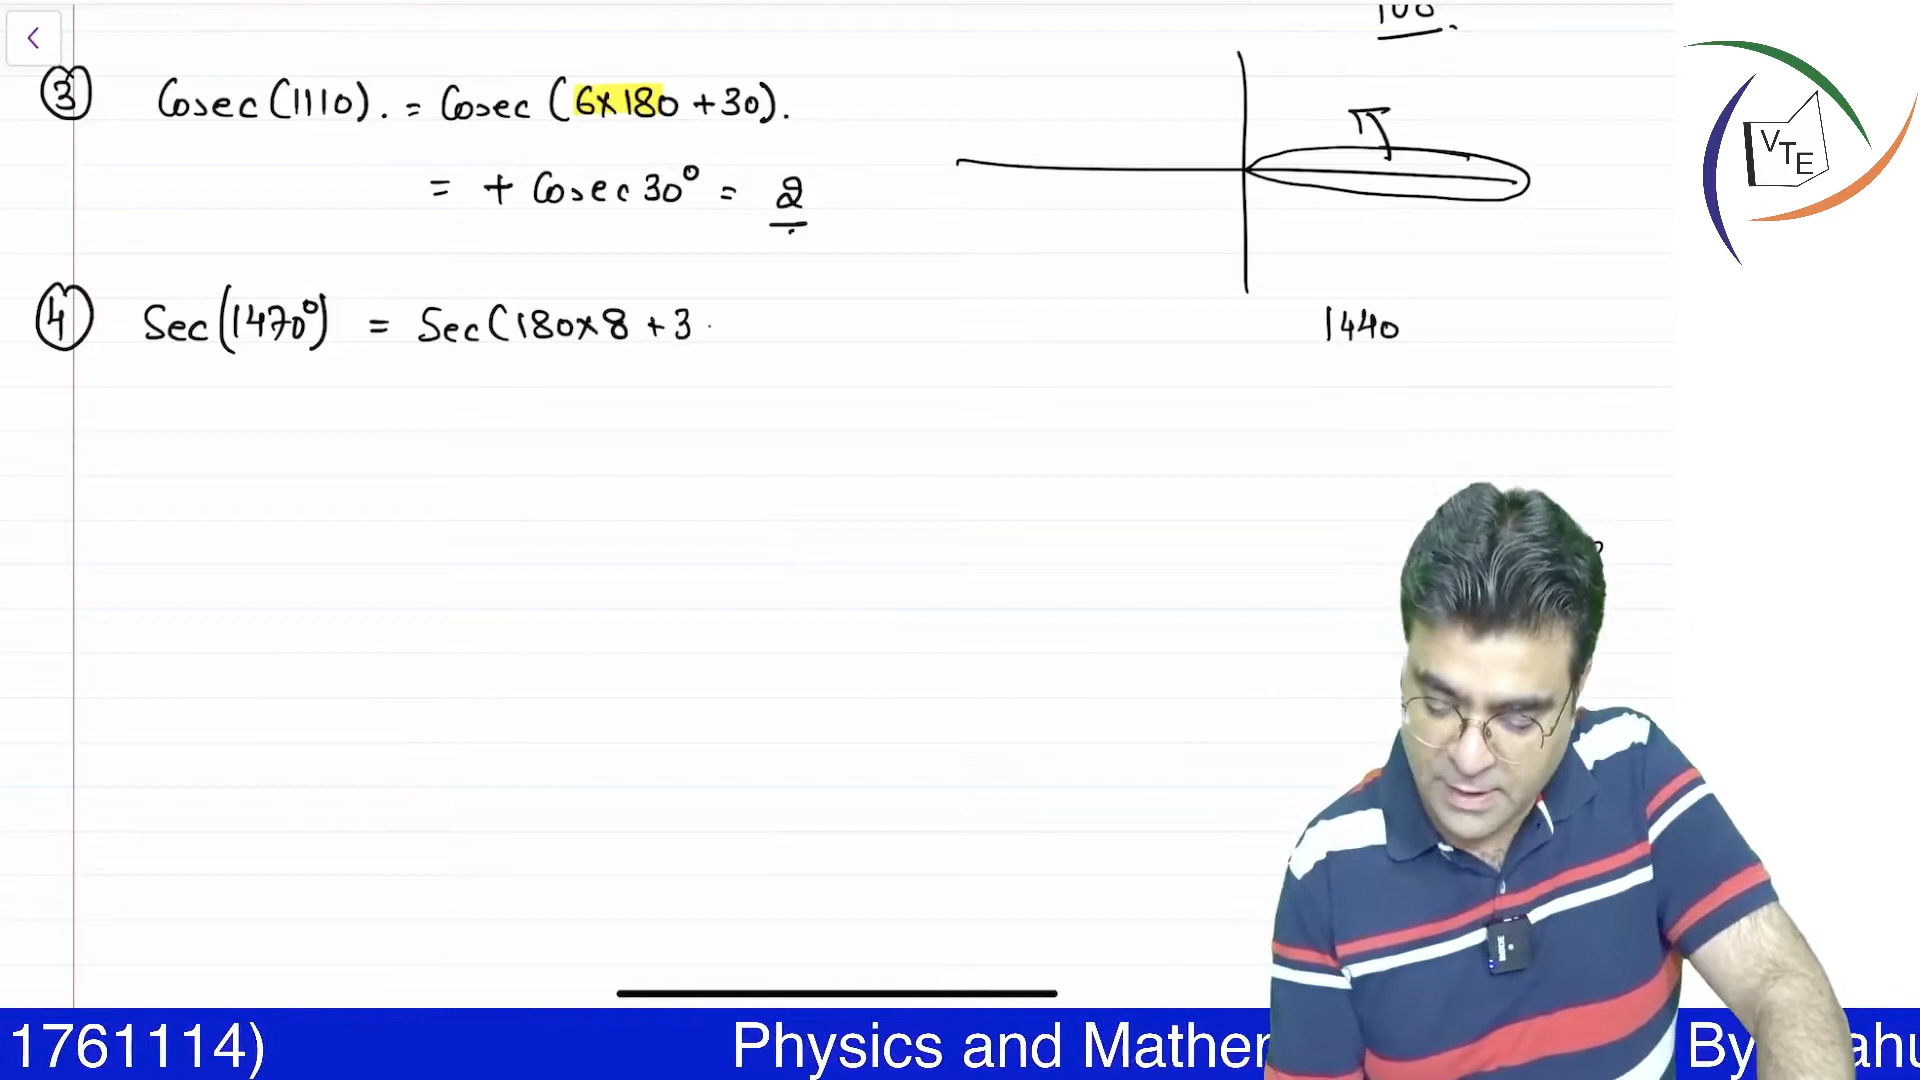 ③ Cosec(1110). = Cosec (6×180 +30).
= + Cosec 30° = 2
④ Sec(1470°) = Sec(180×8 +3
1440
VTE
1761114) Physics and Mathe By